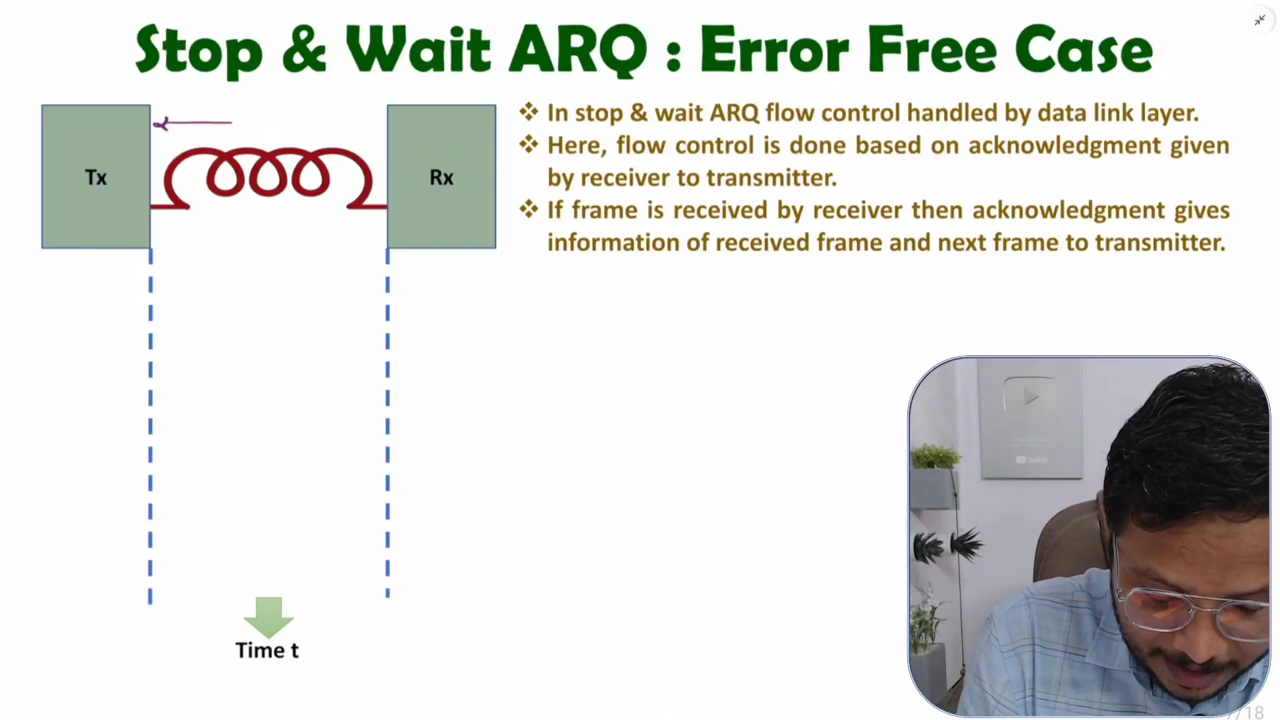 Stop & Wait ARQ : Error Free Case
Tx
Rx
❖ In stop & wait ARQ flow control handled by data link layer.
❖ Here, flow control is done based on acknowledgment given
by receiver to transmitter.
❖ If frame is received by receiver then acknowledgment gives
information of received frame and next frame to transmitter.
Time t
YouTube